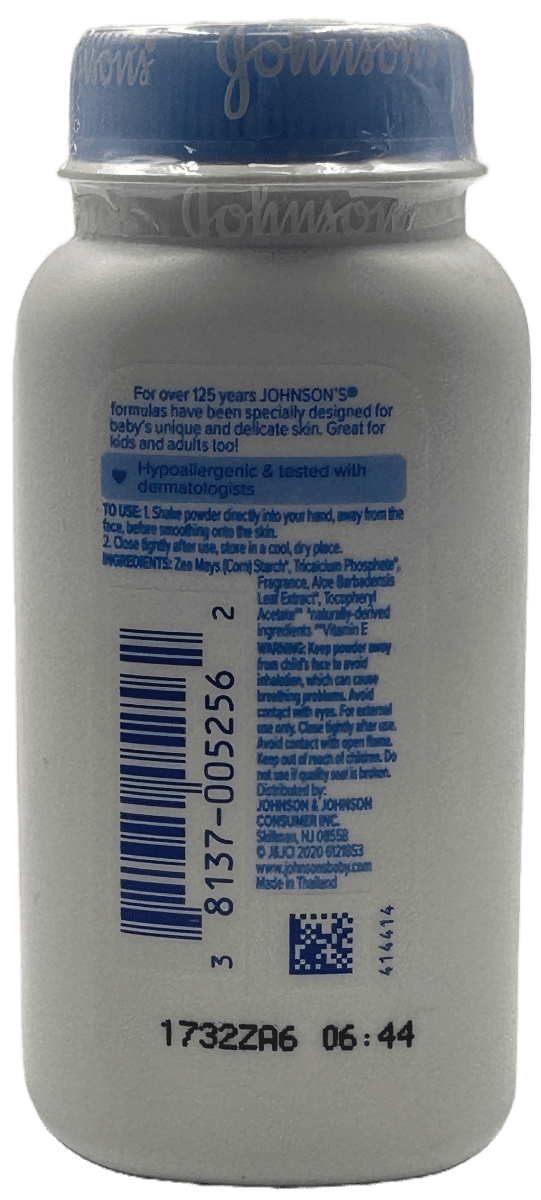 Johnson's
Johnson's
For over 125 years JOHNSON'S®
formulas have been specially designed for
baby's unique and delicate skin. Great for
kids and adults too!
Hypoallergenic & tested with
dermatologists
TO USE: 1. Shake powder directly into your hand, away from the
face, before smoothing onto the skin.
2. Close tightly after use, store in a cool, dry place.
INGREDIENTS: Zea Mays (Corn) Starch*, Tricalcium Phosphate*,
Fragrance, Aloe Barbadensis
Leaf Extract*, Tocopheryl
Acetate** *naturally-derived
ingredients **Vitamin E
WARNING: Keep powder away
from child's face to avoid
inhalation, which can cause
breathing problems. Avoid
contact with eyes. For external
use only. Close tightly after use.
Avoid contact with open flame.
Keep out of reach of children. Do
not use if quality seal is broken.
Distributed by:
JOHNSON & JOHNSON
CONSUMER INC.
Skillman, NJ 08558
© J&JCI 2020 6121853
www.johnsonsbaby.com
Made in Thailand
3 8137-005256 2
414414
1732ZA6 06:44